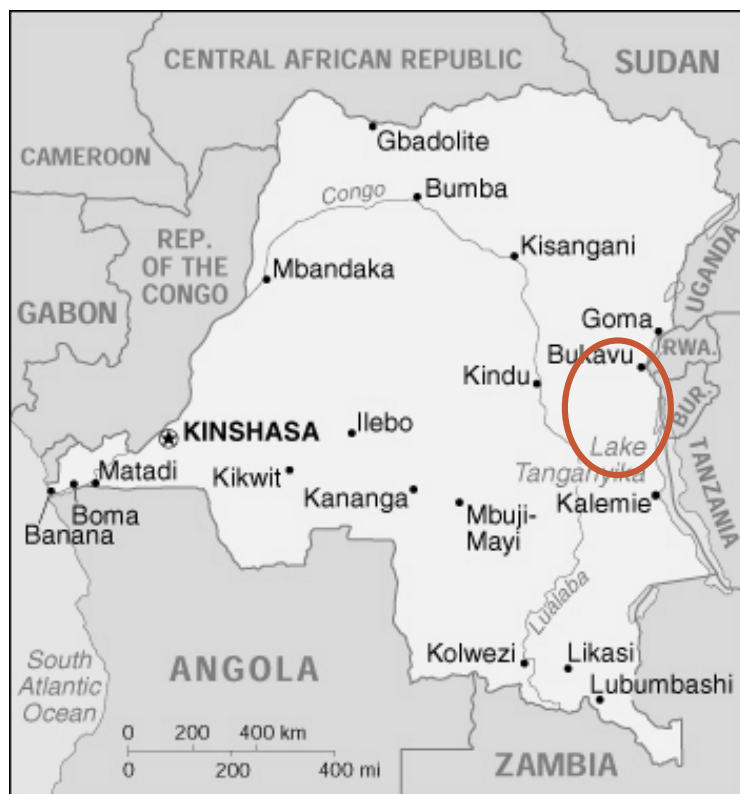 CENTRAL AFRICAN REPUBLIC
SUDAN
CAMEROON
Gbadolite
Congo
Bumba
REP.
OF THE
CONGO
Kisangani
UGANDA
Mbandaka
GABON
Goma
RWA.
Bukavu
Kindu
BUR.
KINSHASA
Ilebo
Lake
Tanganyika
TANZANIA
Matadi
Kikwit
Kananga
Kalemie
Boma
Banana
Mbuji-
Mayi
Lualaba
South
Atlantic
Ocean
ANGOLA
Kolwezi
Likasi
Lubumbashi
0 200 400 km
0 200 400 mi
ZAMBIA